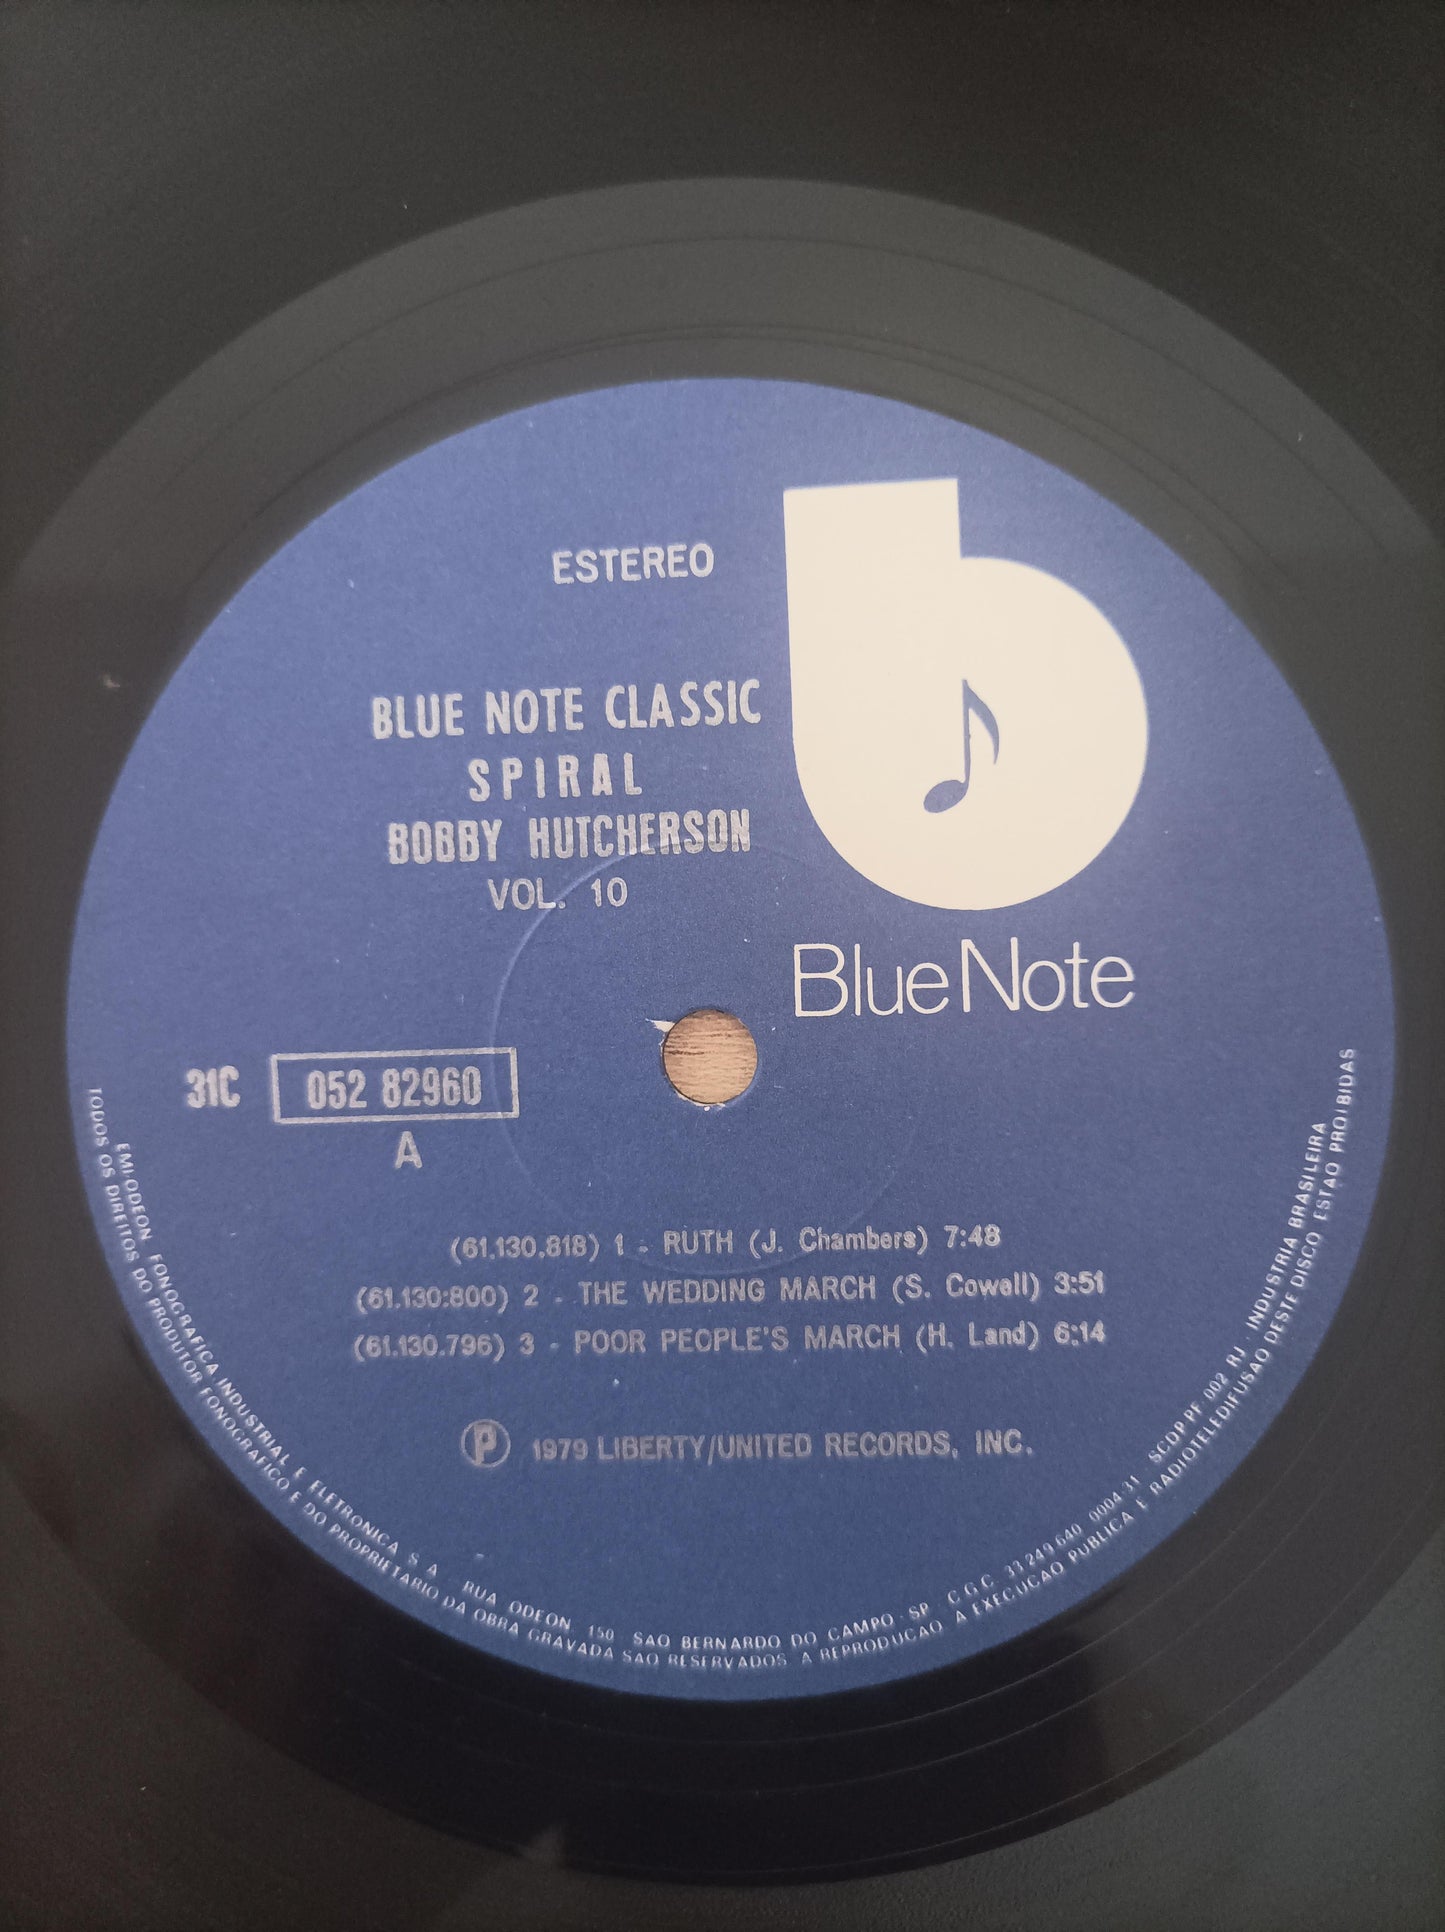 ESTEREO
BLUE NOTE CLASSIC
SPIRAL
BOBBY HUTCHERSON
VOL. 10
Blue Note
31C 052 82960
A
(61.130.818) 1 - RUTH (J. Chambers) 7:48
(61.130:800) 2 - THE WEDDING MARCH (S. Cowell) 3:51
(61.130.796) 3 - POOR PEOPLE'S MARCH (H. Land) 6:14
Ⓟ 1979 LIBERTY/UNITED RECORDS, INC.
EMI-ODEON FONOGRAFICA INDUSTRIAL E ELETRONICA S A RUA ODEON 150 SAO BERNARDO DO CAMPO - SP C G C 33 249 640 0004-31 SCDP-PF 002 RJ - INDUSTRIA BRASILEIRA
TODOS OS DIREITOS DO PRODUTOR FONOGRAFICO E DO PROPRIETARIO DA OBRA GRAVADA SAO RESERVADOS A REPRODUCAO A EXECUCAO PUBLICA E RADIOTELEDIFUSAO DESTE DISCO ESTAO PROIBIDAS